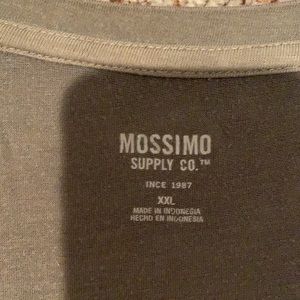 MOSSIMO
SUPPLY CO.™
INCE 1987
XXL
MADE IN INDONESIA
HECHO EN INDONESIA